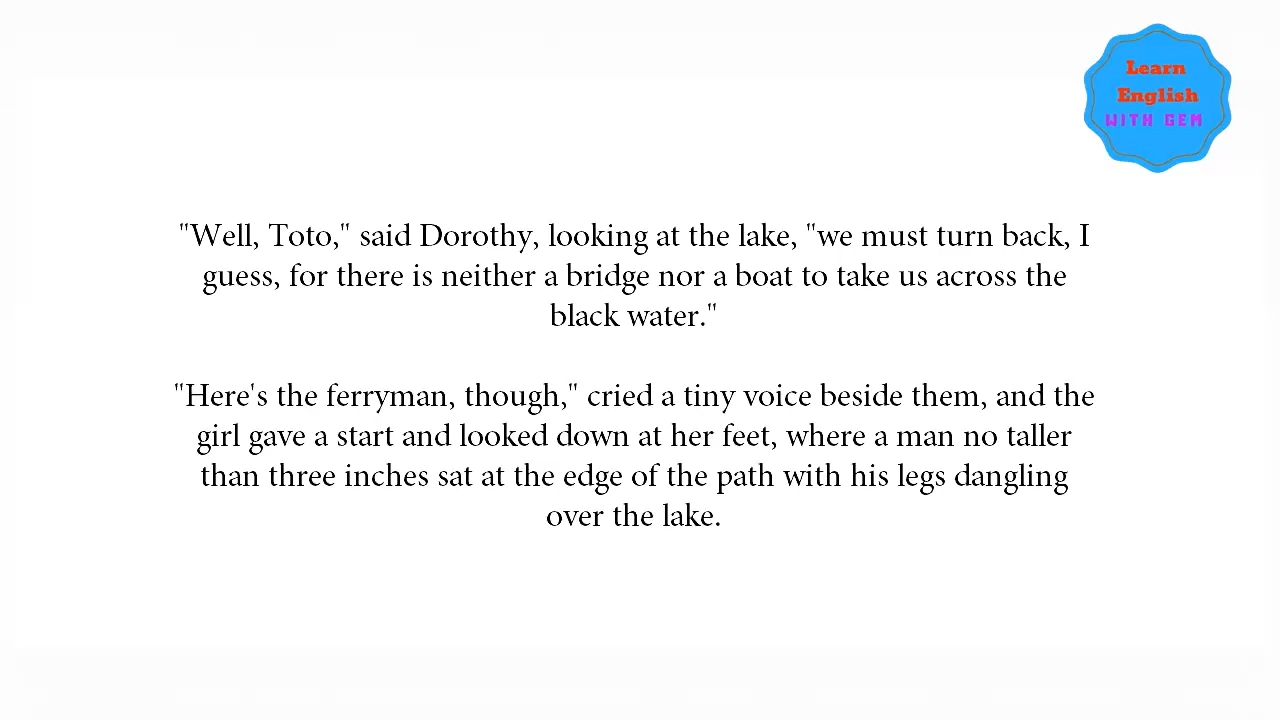 Learn
English
WITH GEM
"Well, Toto," said Dorothy, looking at the lake, "we must turn back, I
guess, for there is neither a bridge nor a boat to take us across the
black water."
"Here's the ferryman, though," cried a tiny voice beside them, and the
girl gave a start and looked down at her feet, where a man no taller
than three inches sat at the edge of the path with his legs dangling
over the lake.